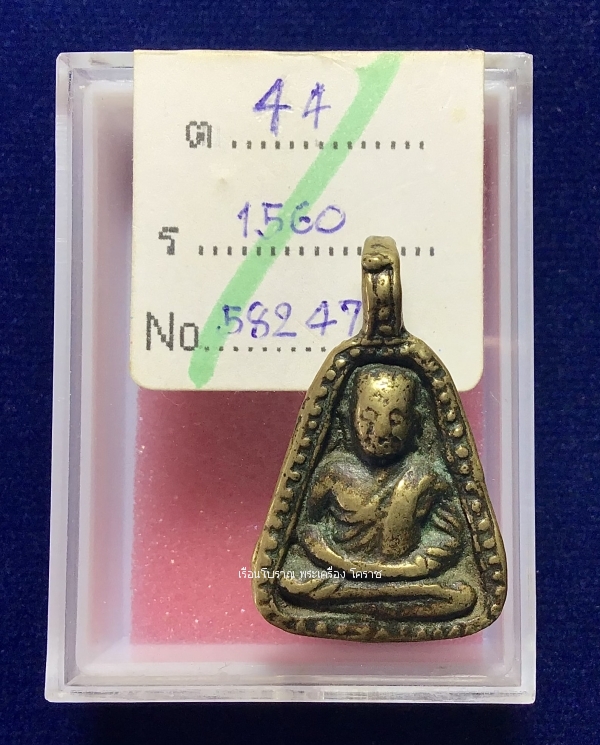 ต 44
ร 1560
No. 58247
เรือนโบราณ พระเครื่อง โคราช